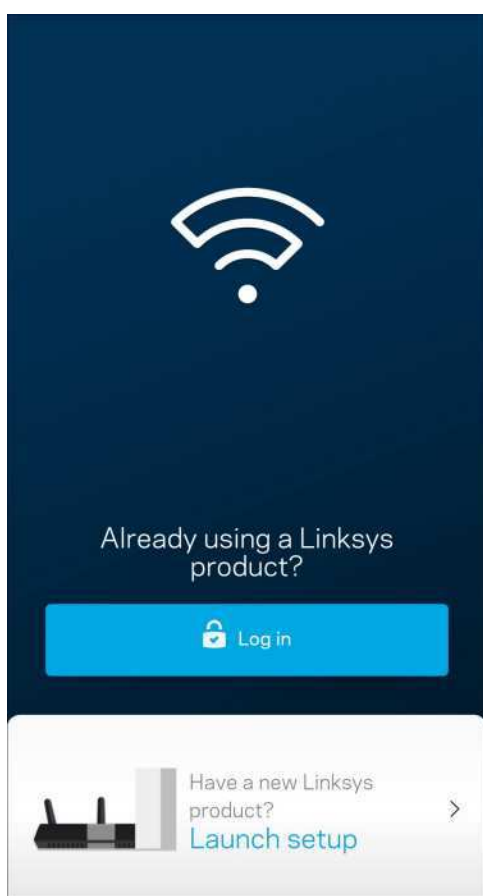 Already using a Linksys
product?
Log in
Have a new Linksys
product?
Launch setup